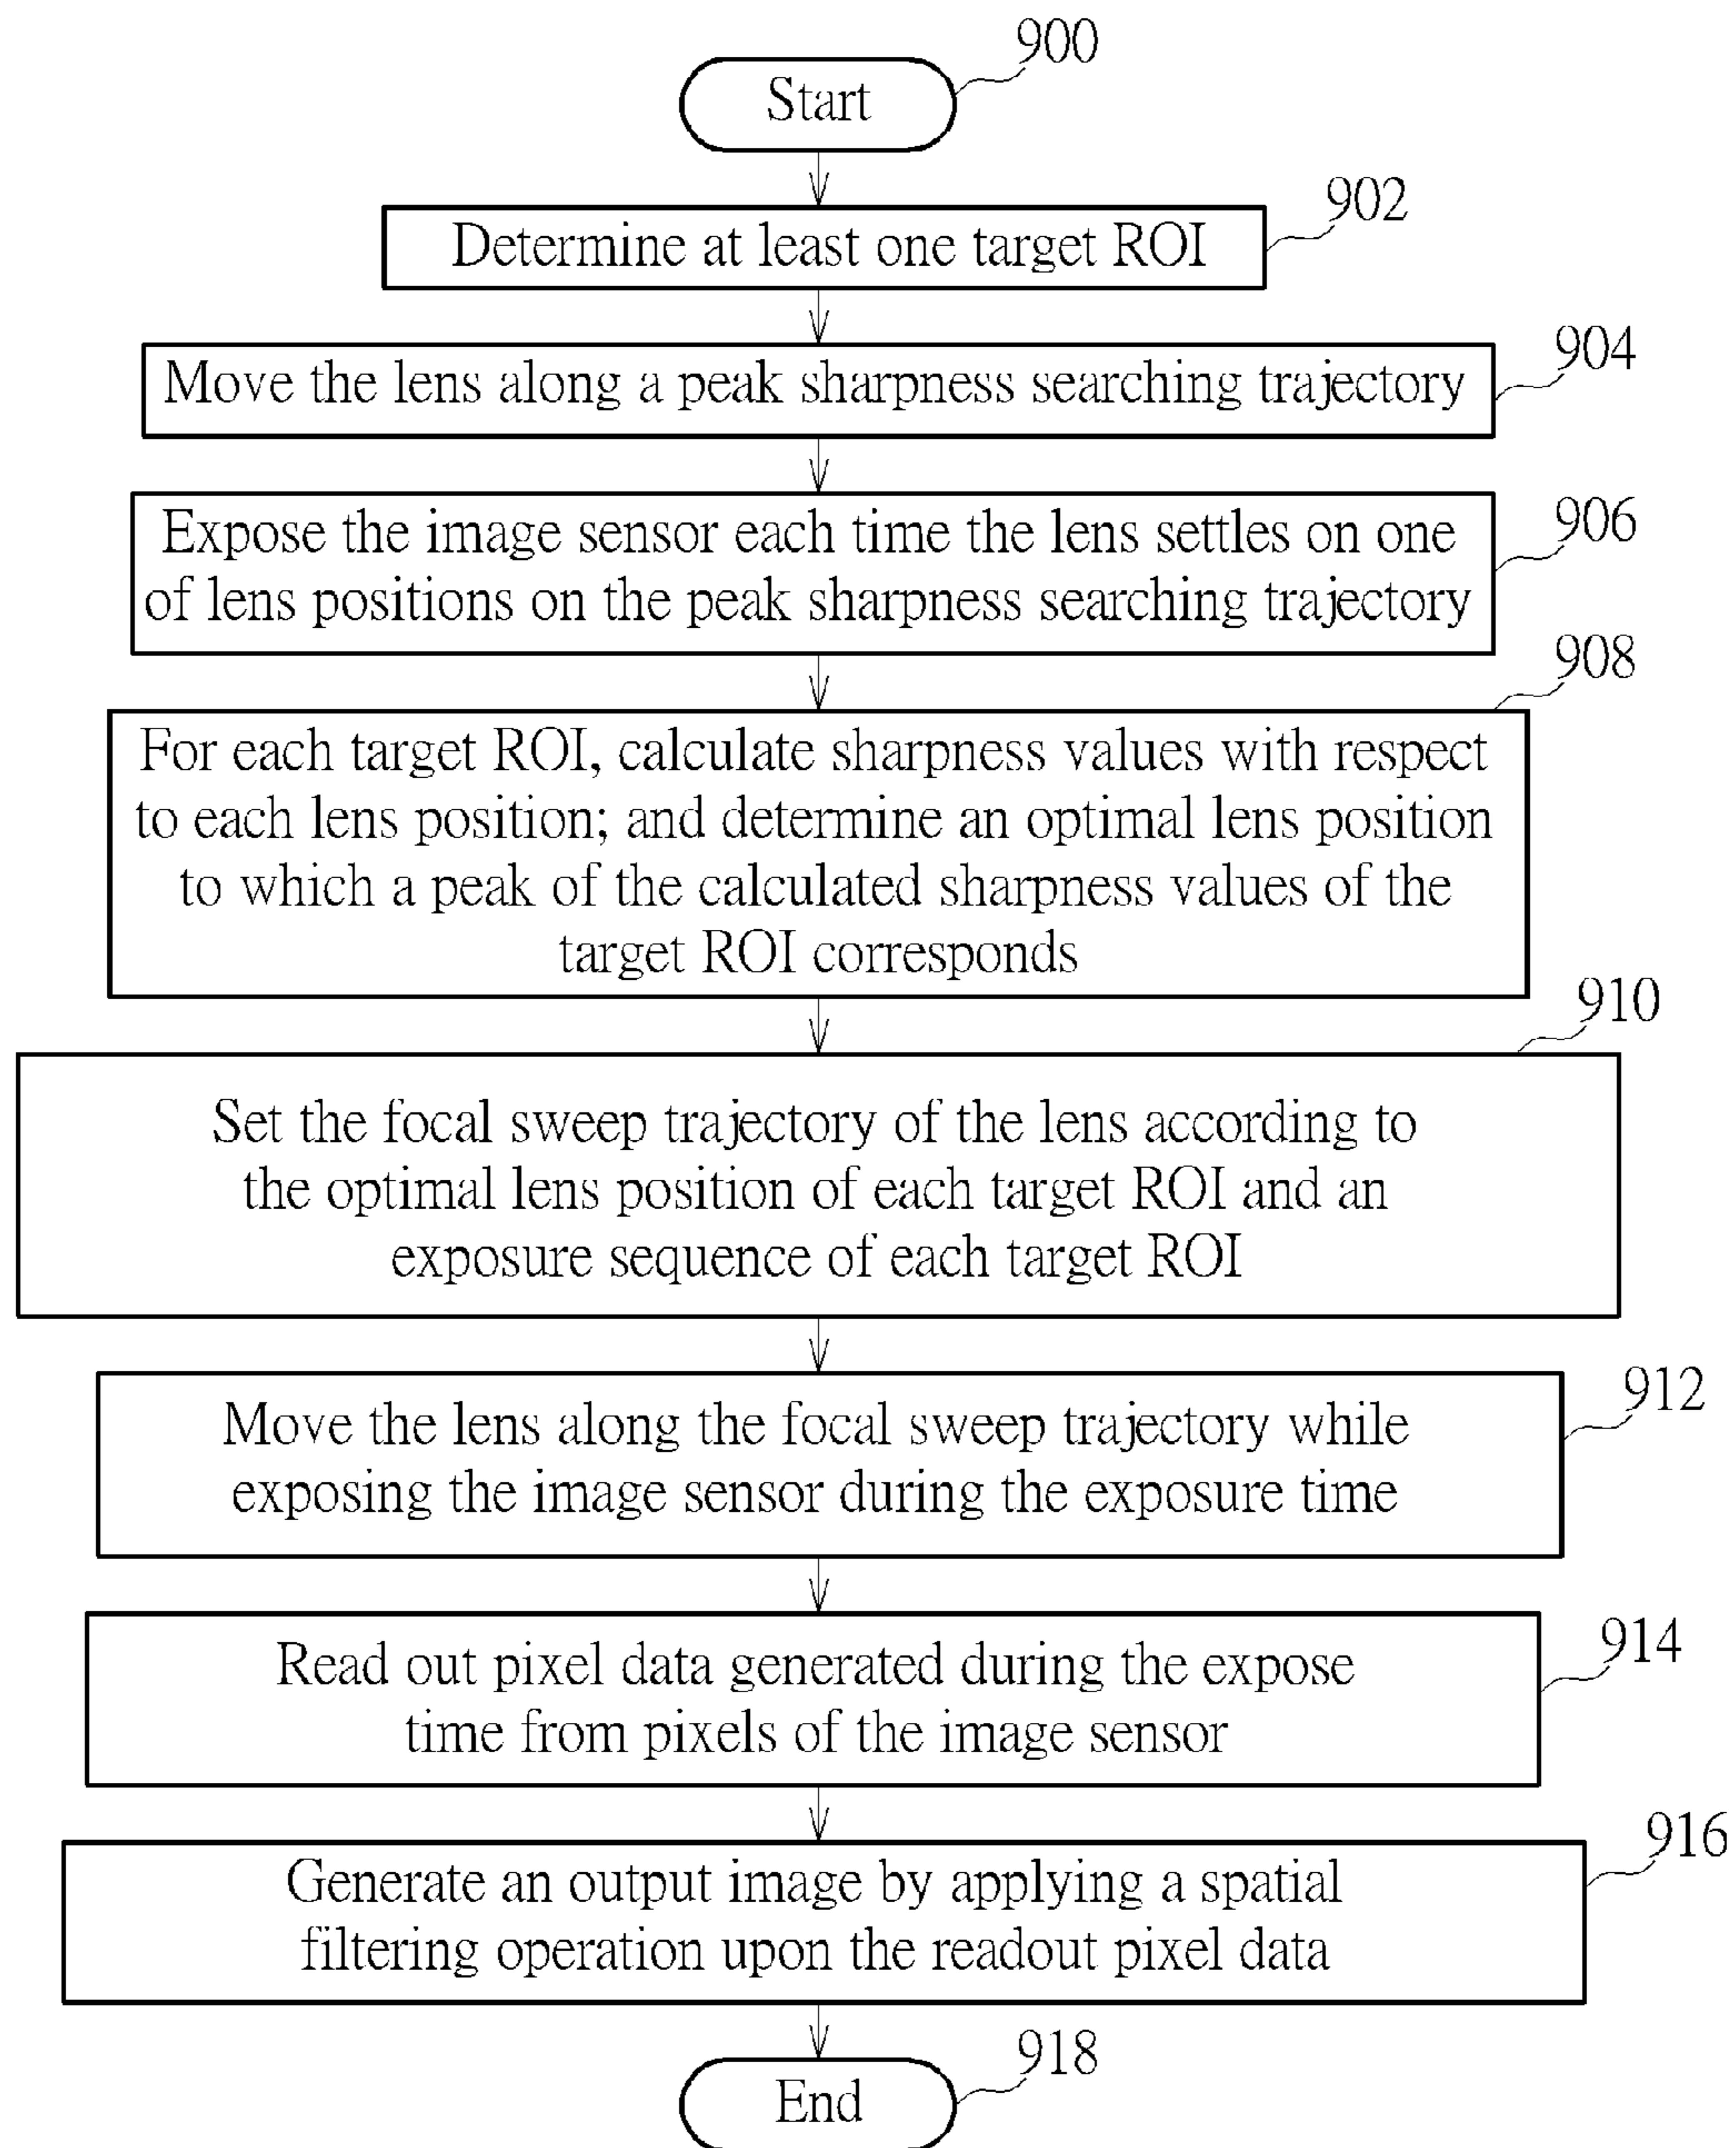 900
Start
902
Determine at least one target ROI
904
Move the lens along a peak sharpness searching trajectory
906
Expose the image sensor each time the lens settles on one
of lens positions on the peak sharpness searching trajectory
908
For each target ROI, calculate sharpness values with respect
to each lens position; and determine an optimal lens position
to which a peak of the calculated sharpness values of the
target ROI corresponds
910
Set the focal sweep trajectory of the lens according to
the optimal lens position of each target ROI and an
exposure sequence of each target ROI
912
Move the lens along the focal sweep trajectory while
exposing the image sensor during the exposure time
914
Read out pixel data generated during the expose
time from pixels of the image sensor
916
Generate an output image by applying a spatial
filtering operation upon the readout pixel data
918
End